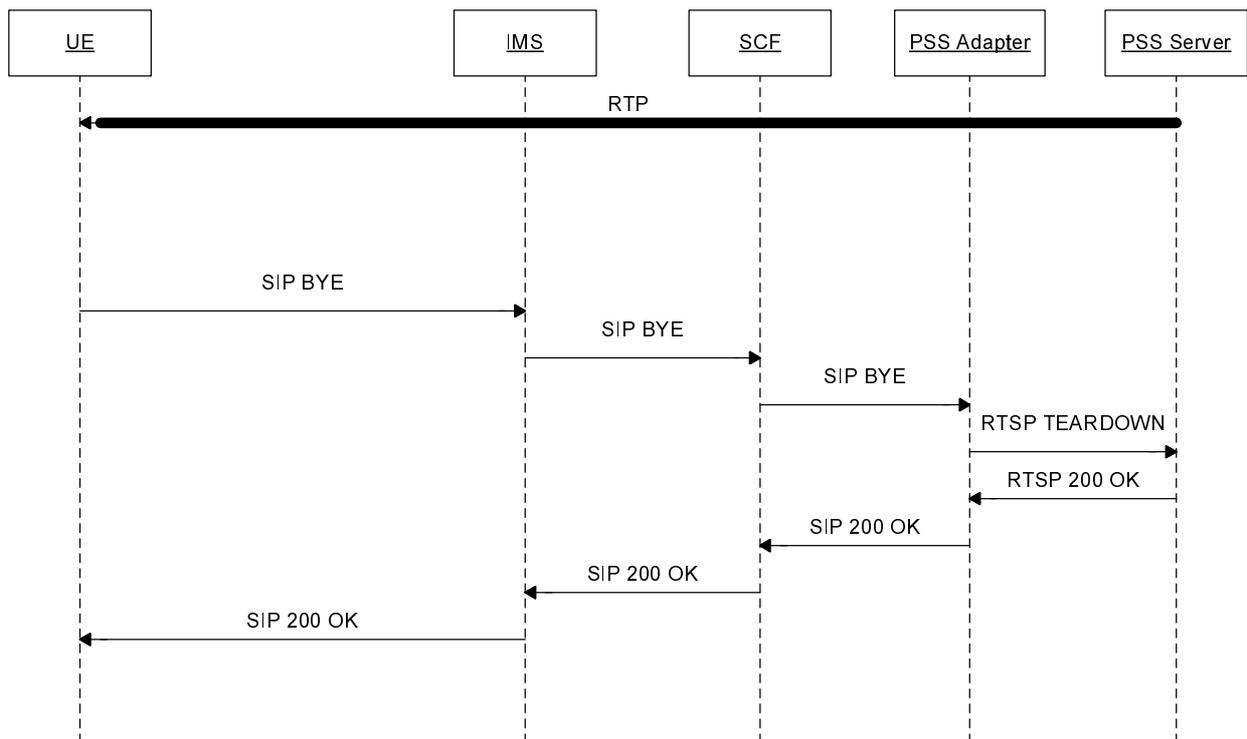 UE
IMS
SCF
PSS Adapter
PSS Server
RTP
SIP BYE
SIP BYE
SIP BYE
RTSP TEARDOWN
RTSP 200 OK
SIP 200 OK
SIP 200 OK
SIP 200 OK